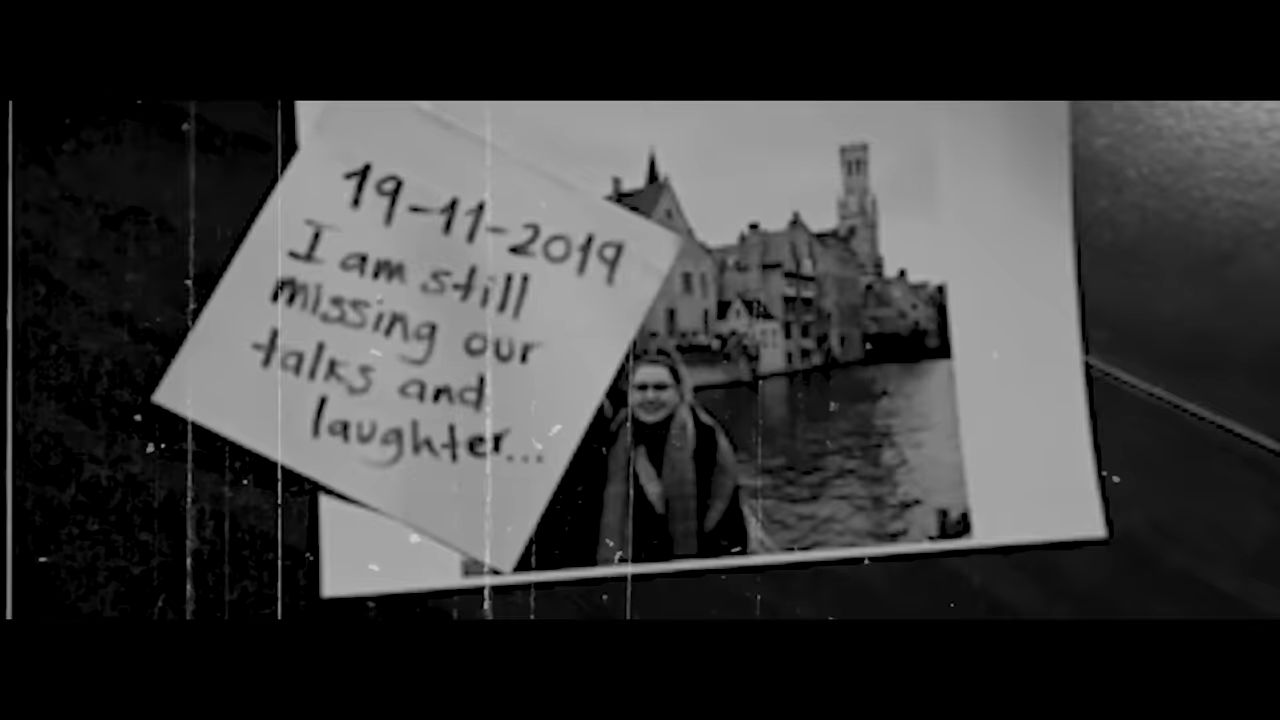 19-11-2019
I am still
missing our
talks and
laughter...